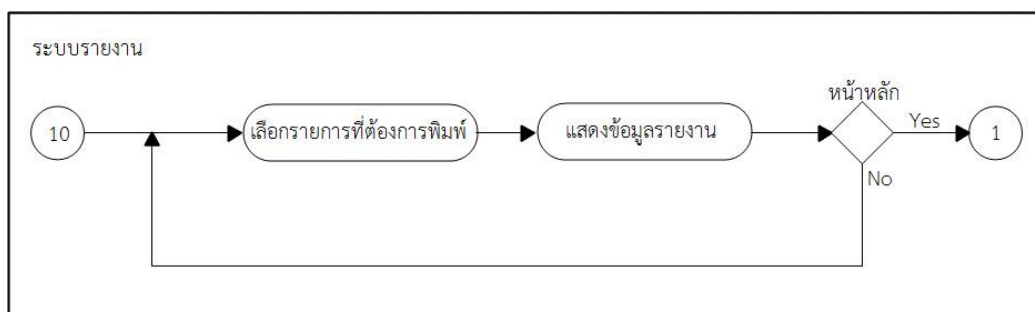 ระบบรายงาน
10
เลือกรายการที่ต้องการพิมพ์
แสดงข้อมูลรายงาน
หน้าหลัก
Yes
1
No